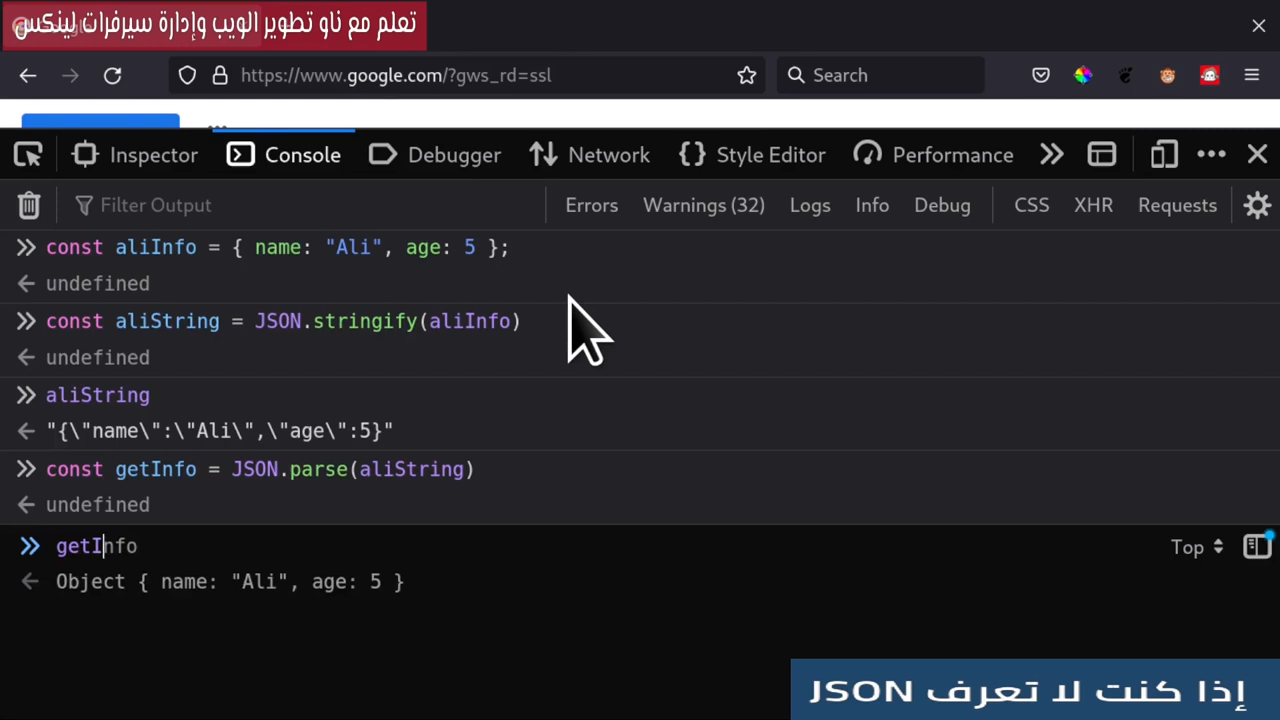 تعلم مع ناو تطوير الويب وإدارة سيرفرات لينكس
https://www.google.com/?gws_rd=ssl
Search
Inspector
Console
Debugger
Network
Style Editor
Performance
Filter Output
Errors
Warnings (32)
Logs
Info
Debug
CSS
XHR
Requests
const aliInfo = { name: "Ali", age: 5 };
undefined
const aliString = JSON.stringify(aliInfo)
undefined
aliString
"{\"name\":\"Ali\",\"age\":5}"
const getInfo = JSON.parse(aliString)
undefined
getInfo
Top
Object { name: "Ali", age: 5 }
إذا كنت لا تعرف JSON